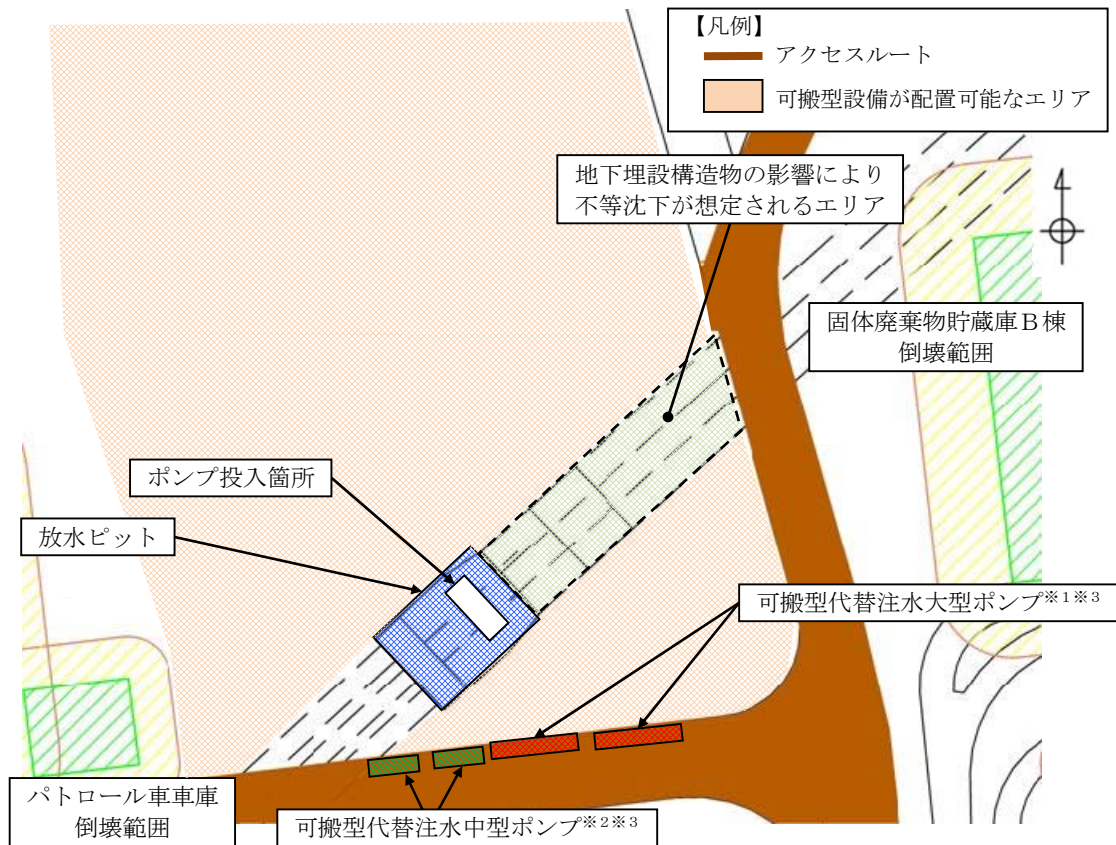 【凡例】
アクセスルート
可搬型設備が配置可能なエリア
地下埋設構造物の影響により
不等沈下が想定されるエリア
固体廃棄物貯蔵庫B棟
倒壊範囲
ポンプ投入箇所
放水ピット
可搬型代替注水大型ポンプ※1※3
パトロール車車庫
倒壊範囲
可搬型代替注水中型ポンプ※2※3